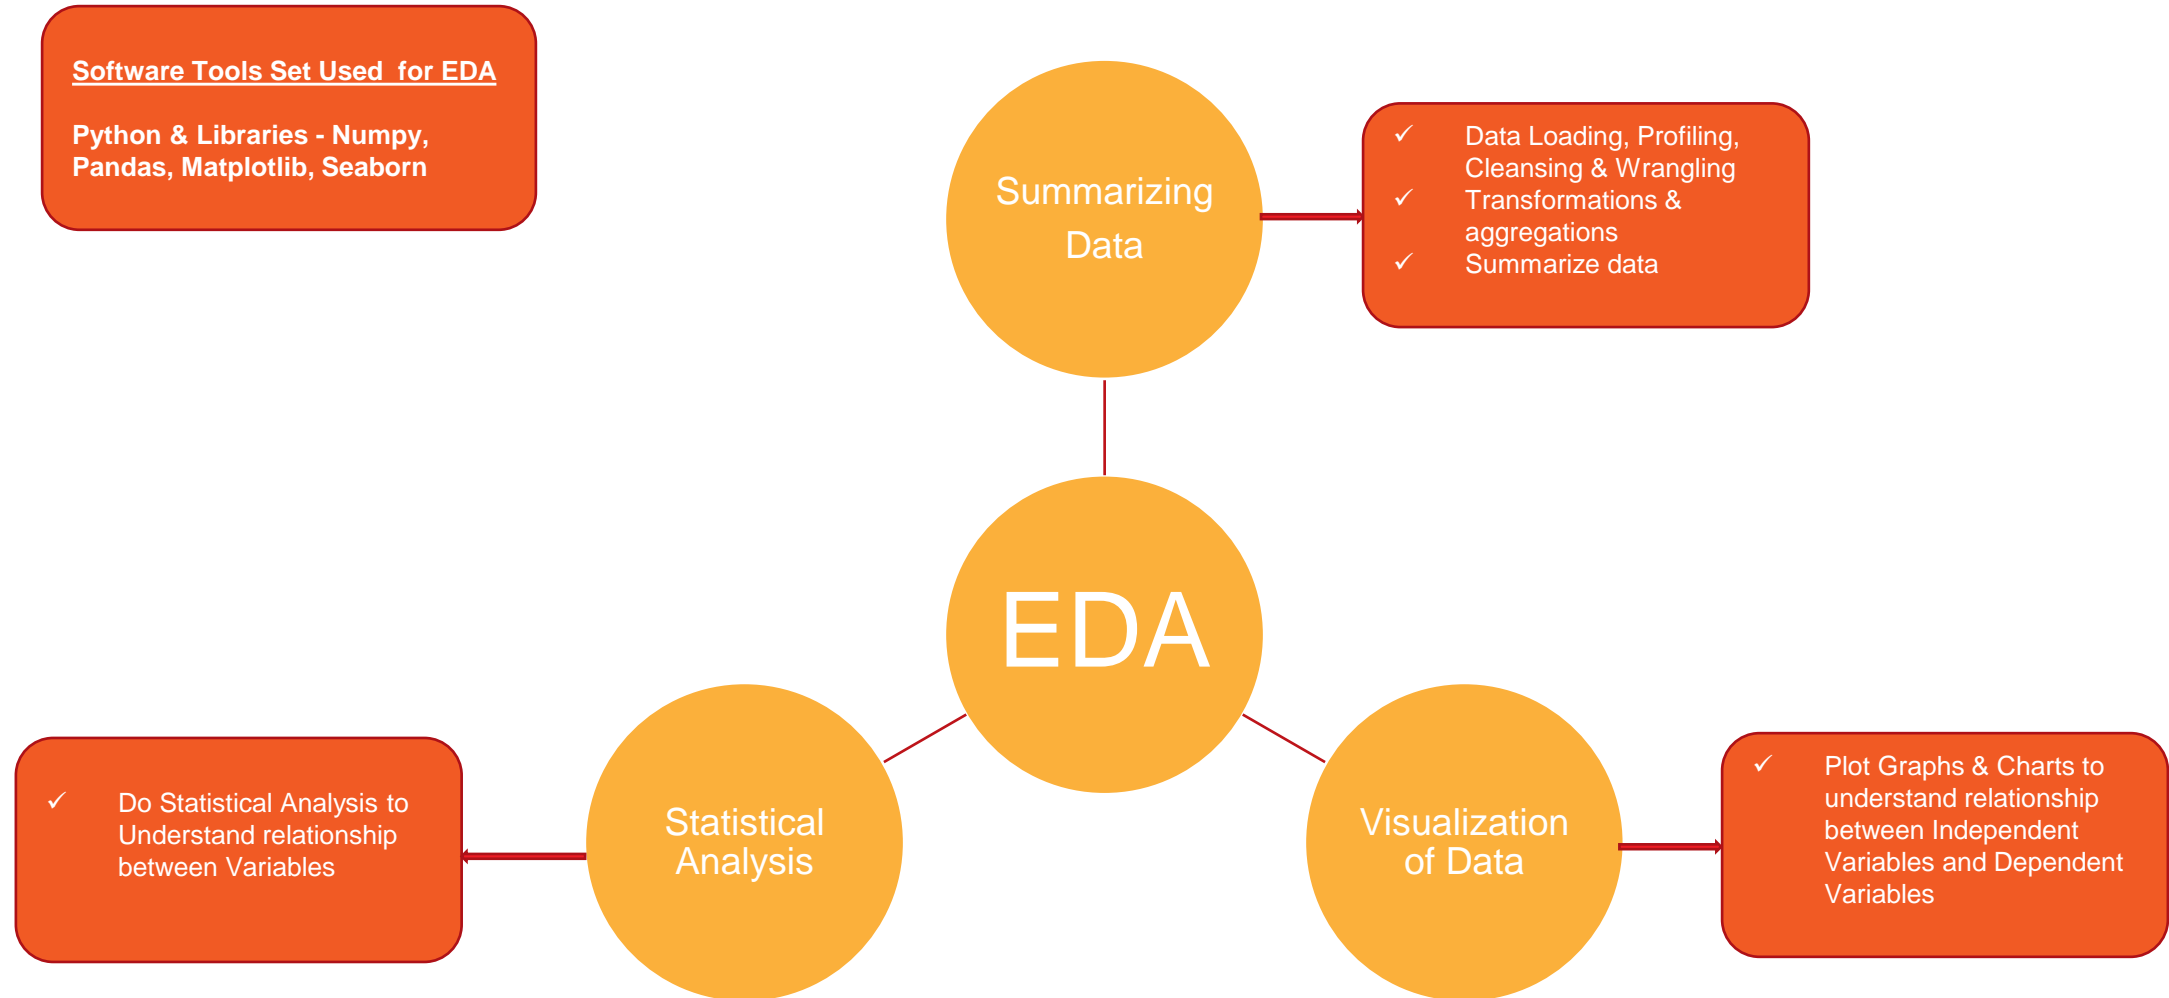 Software Tools Set Used  for EDA
Python & Libraries - Numpy,
Pandas, Matplotlib, Seaborn
Summarizing
Data
✓ Data Loading, Profiling,
Cleansing & Wrangling
✓ Transformations &
aggregations
✓ Summarize data
EDA
✓ Do Statistical Analysis to
Understand relationship
between Variables
Statistical
Analysis
Visualization
of Data
✓ Plot Graphs & Charts to
understand relationship
between Independent
Variables and Dependent
Variables